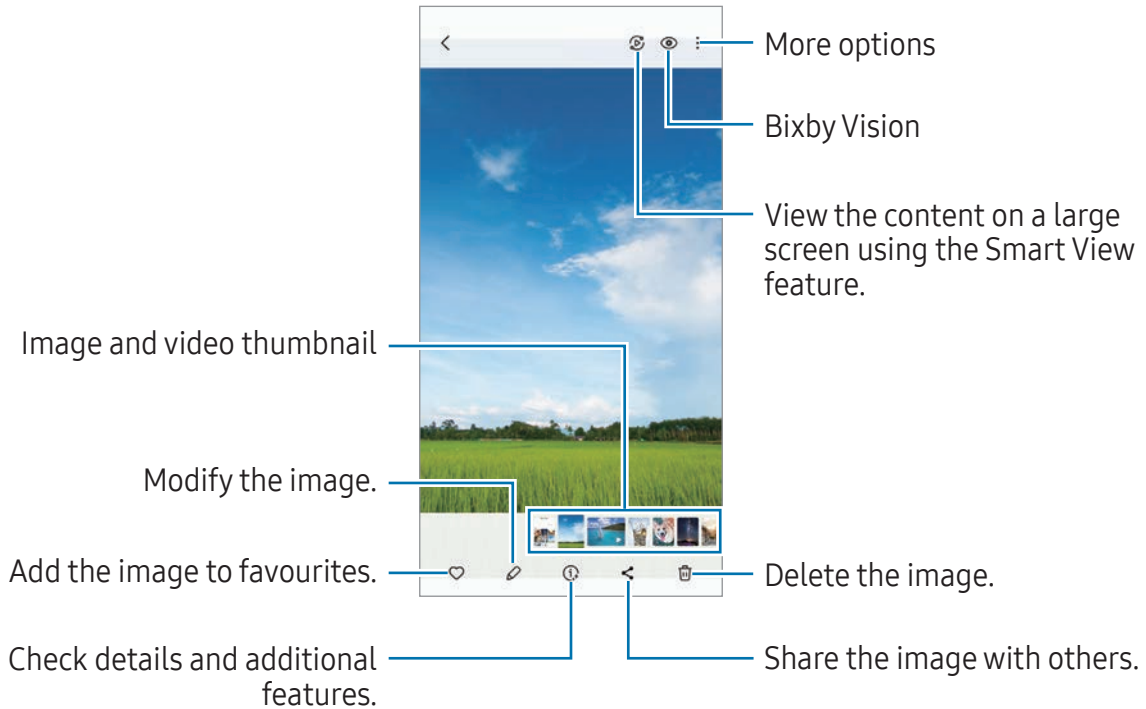 More options
Bixby Vision
View the content on a large
screen using the Smart View
feature.
Image and video thumbnail
Modify the image.
Add the image to favourites.
Delete the image.
Check details and additional
features.
Share the image with others.